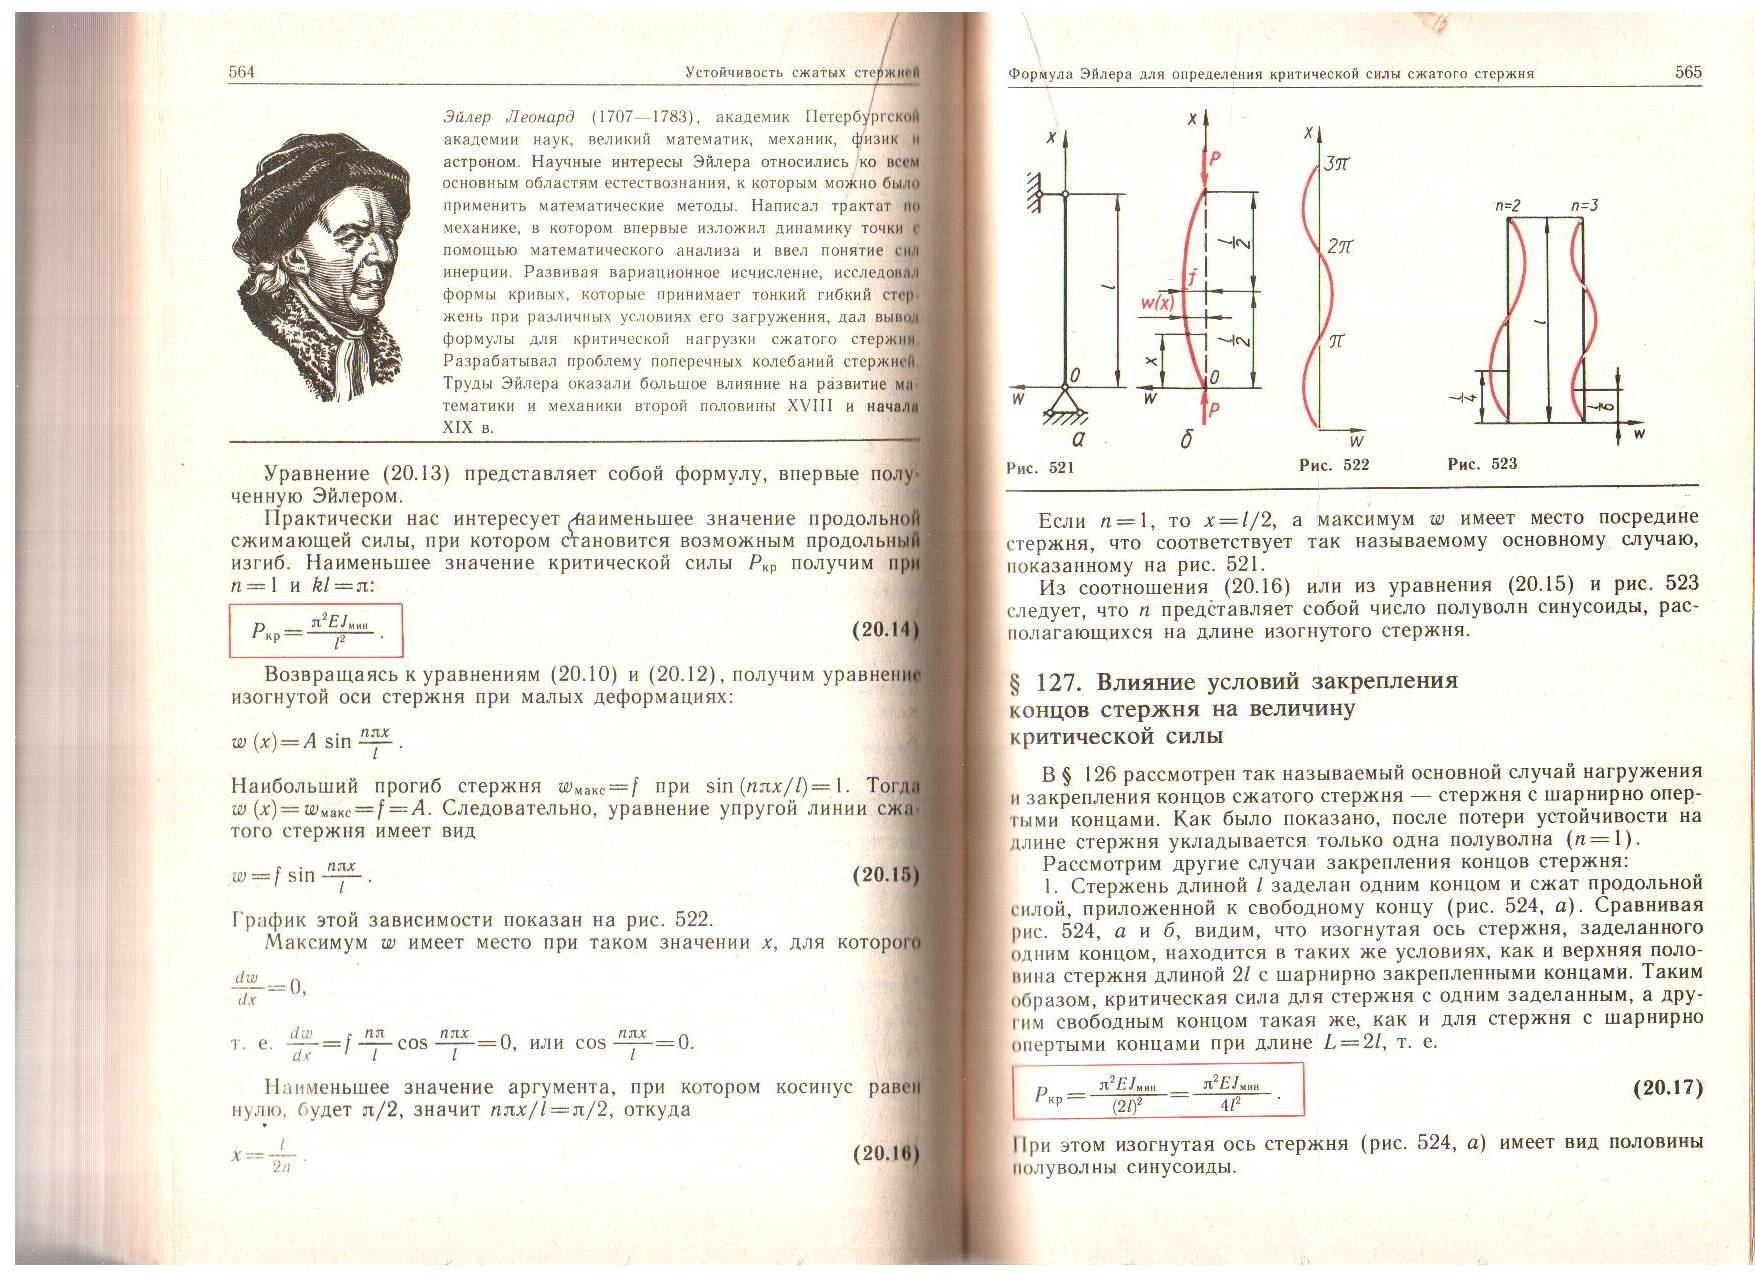 564
Устойчивость сжатых стержней
Эйлер Леонард (1707—1783), академик Петербургской
академии наук, великий математик, механик, физик и
астроном. Научные интересы Эйлера относились ко всем
основным областям естествознания, к которым можно было
применить математические методы. Написал трактат по
механике, в котором впервые изложил динамику точки с
помощью математического анализа и ввел понятие сил
инерции. Развивая вариационное исчисление, исследовал
формы кривых, которые принимает тонкий гибкий стер-
жень при различных условиях его загружения, дал вывод
формулы для критической нагрузки сжатого стержня.
Разрабатывал проблему поперечных колебаний стержней.
Труды Эйлера оказали большое влияние на развитие ма-
тематики и механики второй половины XVIII и начала
XIX в.
Уравнение (20.13) представляет собой формулу, впервые полу-
ченную Эйлером.
Практически нас интересует наименьшее значение продольной
сжимающей силы, при котором становится возможным продольный
изгиб. Наименьшее значение критической силы Pкр получим при
n=1 и kl=π:
Pкр = π²EJмин / l² . (20.14)
Возвращаясь к уравнениям (20.10) и (20.12), получим уравнение
изогнутой оси стержня при малых деформациях:
w (x)=A sin nπx / l .
Наибольший прогиб стержня wмакс=f при sin (nπx/l)=1. Тогда
w (x)=wмакс=f=A. Следовательно, уравнение упругой линии сжа-
того стержня имеет вид
w=f sin nπx / l . (20.15)
График этой зависимости показан на рис. 522.
Максимум w имеет место при таком значении x, для которого
dw / dx =0,
т. е. dw / dx = f nπ / l cos nπx / l =0, или cos nπx / l =0.
Наименьшее значение аргумента, при котором косинус равен
нулю, будет π/2, значит nπx/l=π/2, откуда
x= l / 2n . (20.16)
Формула Эйлера для определения критической силы сжатого стержня
565
x
l
O
w
а
x
P
l/2
f
w(x)
l/2
x
O
w
P
б
x
3π
2π
π
w
n=2
n=3
l
l/4
l/6
w
Рис. 521
Рис. 522
Рис. 523
Если n=1, то x=l/2, а максимум w имеет место посредине
стержня, что соответствует так называемому основному случаю,
показанному на рис. 521.
Из соотношения (20.16) или из уравнения (20.15) и рис. 523
следует, что n представляет собой число полуволн синусоиды, рас-
полагающихся на длине изогнутого стержня.
§ 127. Влияние условий закрепления
концов стержня на величину
критической силы
В § 126 рассмотрен так называемый основной случай нагружения
и закрепления концов сжатого стержня — стержня с шарнирно опер-
тыми концами. Как было показано, после потери устойчивости на
длине стержня укладывается только одна полуволна (n=1).
Рассмотрим другие случаи закрепления концов стержня:
1. Стержень длиной l заделан одним концом и сжат продольной
силой, приложенной к свободному концу (рис. 524, а). Сравнивая
рис. 524, а и б, видим, что изогнутая ось стержня, заделанного
одним концом, находится в таких же условиях, как и верхняя поло-
вина стержня длиной 2l с шарнирно закрепленными концами. Таким
образом, критическая сила для стержня с одним заделанным, а дру-
гим свободным концом такая же, как и для стержня с шарнирно
опертыми концами при длине L=2l, т. е.
Pкр = π²EJмин / (2l)² = π²EJмин / 4l² . (20.17)
При этом изогнутая ось стержня (рис. 524, а) имеет вид половины
полуволны синусоиды.